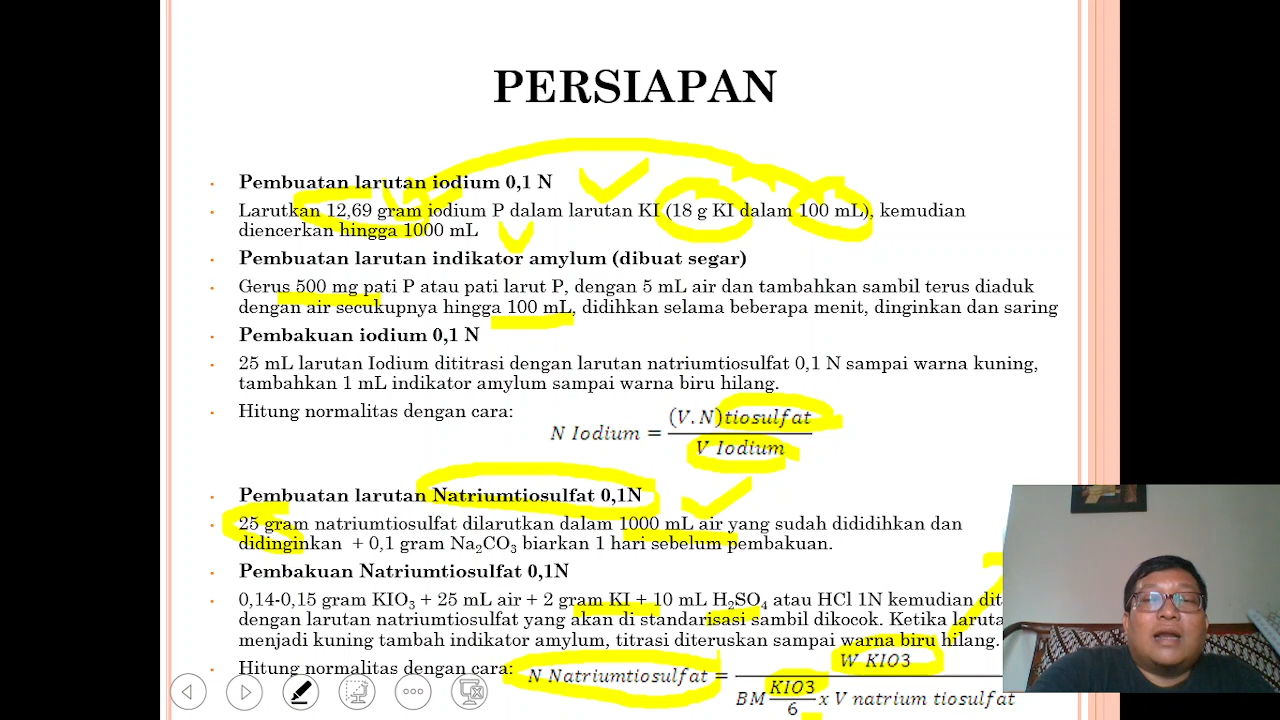 PERSIAPAN
Pembuatan larutan iodium 0,1 N
Larutkan 12,69 gram iodium P dalam larutan KI (18 g KI dalam 100 mL), kemudian
diencerkan hingga 1000 mL
Pembuatan larutan indikator amylum (dibuat segar)
Gerus 500 mg pati P atau pati larut P, dengan 5 mL air dan tambahkan sambil terus diaduk
dengan air secukupnya hingga 100 mL, didihkan selama beberapa menit, dinginkan dan saring
Pembakuan iodium 0,1 N
25 mL larutan Iodium dititrasi dengan larutan natriumtiosulfat 0,1 N sampai warna kuning,
tambahkan 1 mL indikator amylum sampai warna biru hilang.
Hitung normalitas dengan cara:
N Iodium = (V.N)tiosulfat / V Iodium
Pembuatan larutan Natriumtiosulfat 0,1N
25 gram natriumtiosulfat dilarutkan dalam 1000 mL air yang sudah dididihkan dan
didinginkan + 0,1 gram Na₂CO₃ biarkan 1 hari sebelum pembakuan.
Pembakuan Natriumtiosulfat 0,1N
0,14-0,15 gram KIO₃ + 25 mL air + 2 gram KI + 10 mL H₂SO₄ atau HCl 1N kemudian
dengan larutan natriumtiosulfat yang akan di standarisasi sambil dikocok. Ketika
menjadi kuning tambah indikator amylum, titrasi diteruskan sampai warna biru hilang.
Hitung normalitas dengan cara:
N Natriumtiosulfat = W KIO3 / BM KIO3/6 x V natrium tiosulfat